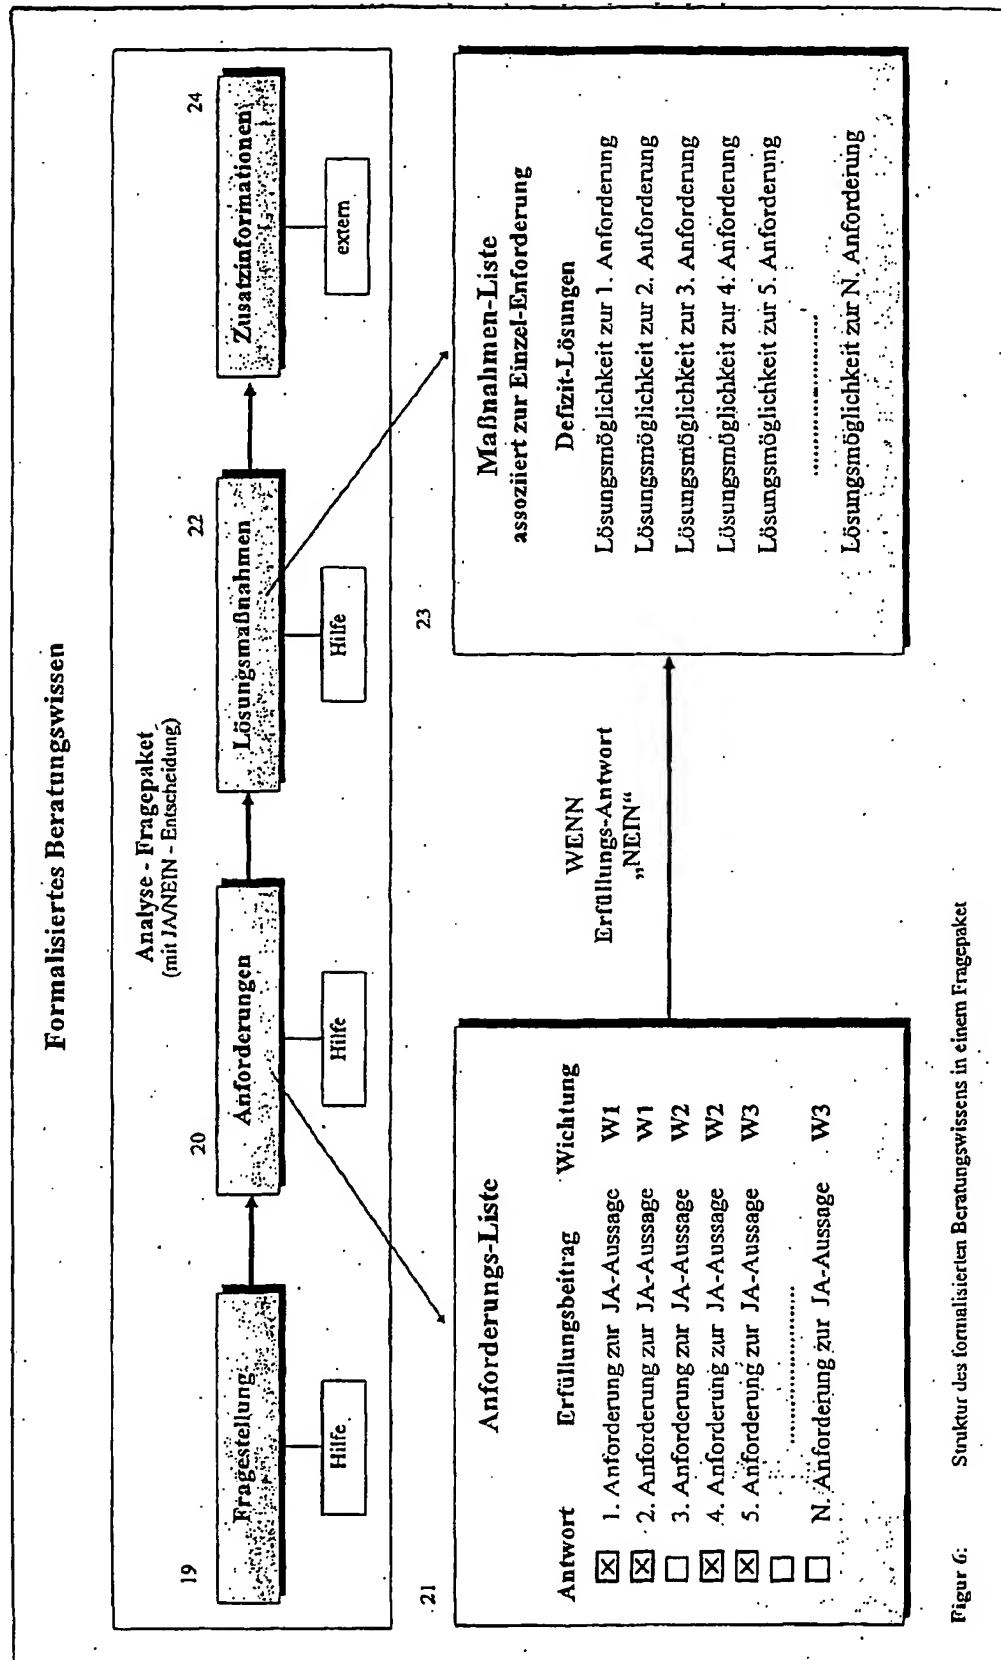 Formalisiertes Beratungswissen
Analyse - Fragepaket
(mit JA/NEIN - Entscheidung)
19
20
22
24
Fragestellung
Anforderungen
Lösungsmaßnahmen
Zusatzinformationen
Hilfe
Hilfe
Hilfe
extern
21
Anforderungs-Liste
Antwort Erfüllungsbeitrag Wichtung
1. Anforderung zur JA-Aussage W1
2. Anforderung zur JA-Aussage W1
3. Anforderung zur JA-Aussage W2
4. Anforderung zur JA-Aussage W2
5. Anforderung zur JA-Aussage W3
....................
N. Anforderung zur JA-Aussage W3
WENN
Erfüllungs-Antwort
„NEIN“
23
Maßnahmen-Liste
assoziiert zur Einzel-Enforderung
Defizit-Lösungen
Lösungsmöglichkeit zur 1. Anforderung
Lösungsmöglichkeit zur 2. Anforderung
Lösungsmöglichkeit zur 3. Anforderung
Lösungsmöglichkeit zur 4. Anforderung
Lösungsmöglichkeit zur 5. Anforderung
....................
Lösungsmöglichkeit zur N. Anforderung
Figur 6: Struktur des formalisierten Beratungswissens in einem Fragepaket